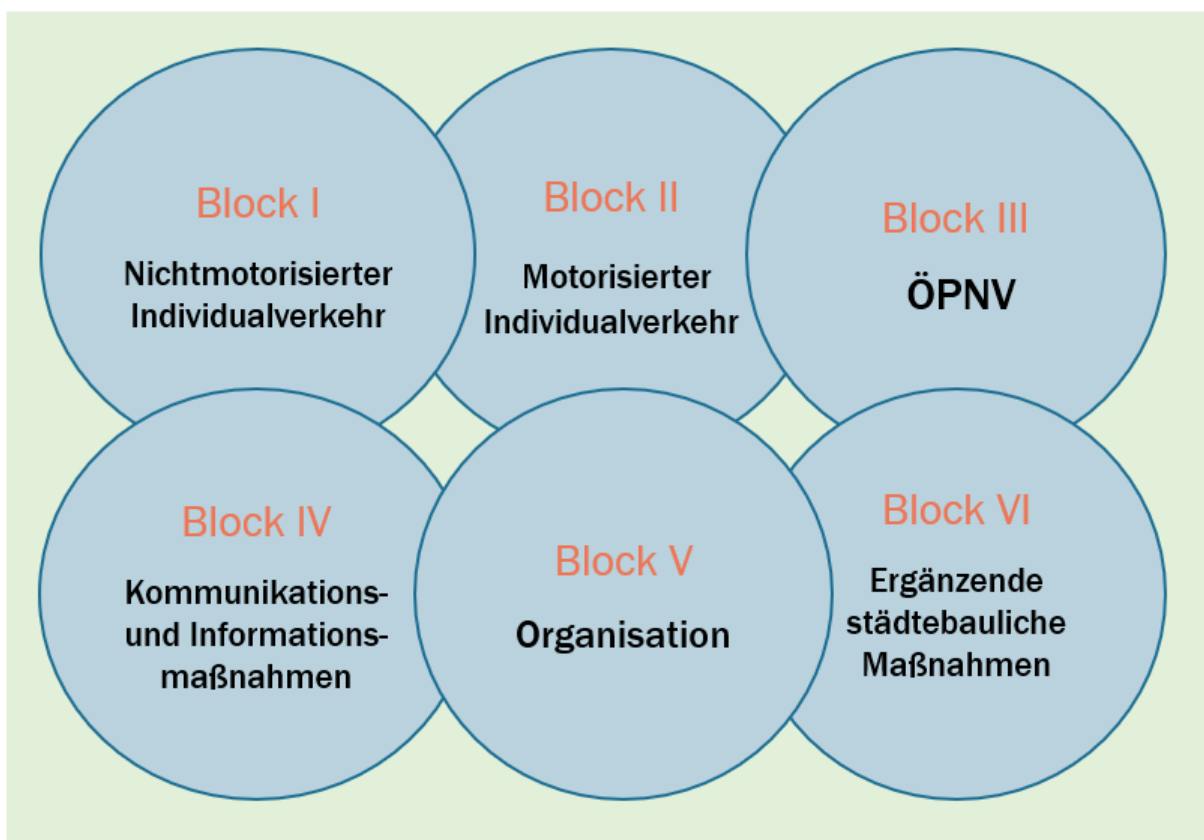 Block I
Nichtmotorisierter
Individualverkehr
Block II
Motorisierter
Individualverkehr
Block III
ÖPNV
Block IV
Kommunikations-
und Informations-
maßnahmen
Block V
Organisation
Block VI
Ergänzende
städtebauliche
Maßnahmen